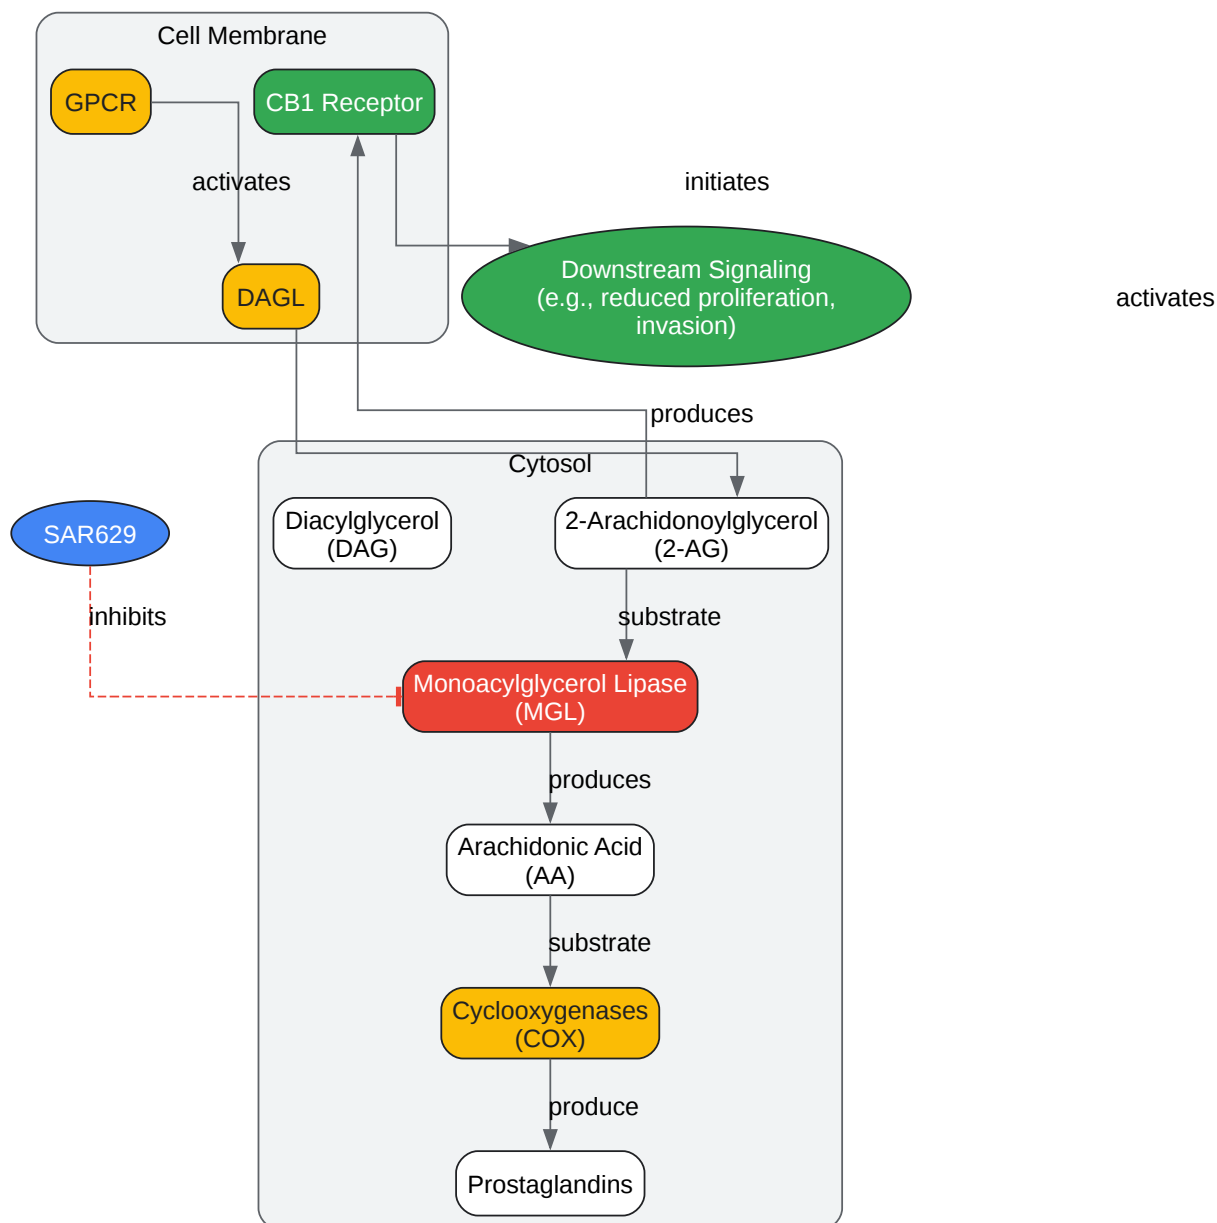 Cell Membrane
GPCR
CB1 Receptor
activates
initiates
DAGL
Downstream Signaling
(e.g., reduced proliferation,
invasion)
activates
produces
Cytosol
SAR629
Diacylglycerol
(DAG)
2-Arachidonoylglycerol
(2-AG)
inhibits
substrate
Monoacylglycerol Lipase
(MGL)
produces
Arachidonic Acid
(AA)
substrate
Cyclooxygenases
(COX)
produce
Prostaglandins